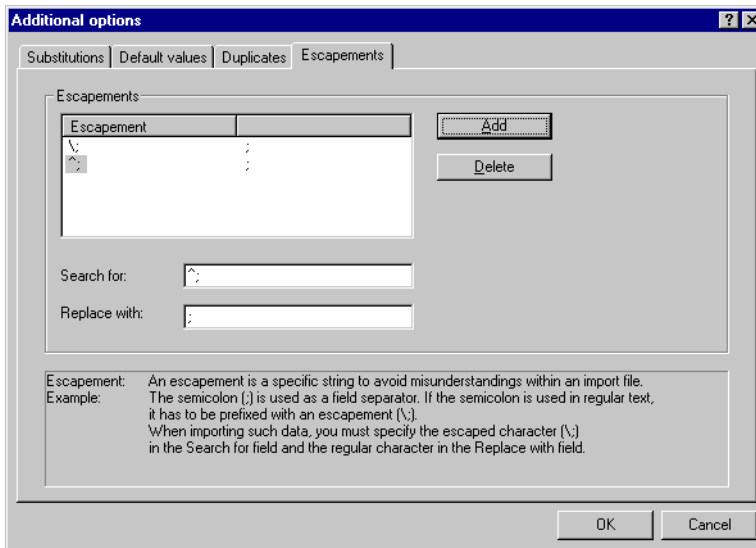 Additional options
Substitutions Default values Duplicates Escapements
Escapements
Escapement
Add
\; ;
^; ;
Delete
Search for: ^;
Replace with: ;
Escapement: An escapement is a specific string to avoid misunderstandings within an import file.
Example: The semicolon (;) is used as a field separator. If the semicolon is used in regular text,
it has to be prefixed with an escapement (\;).
When importing such data, you must specify the escaped character (\;)
in the Search for field and the regular character in the Replace with field.
OK Cancel